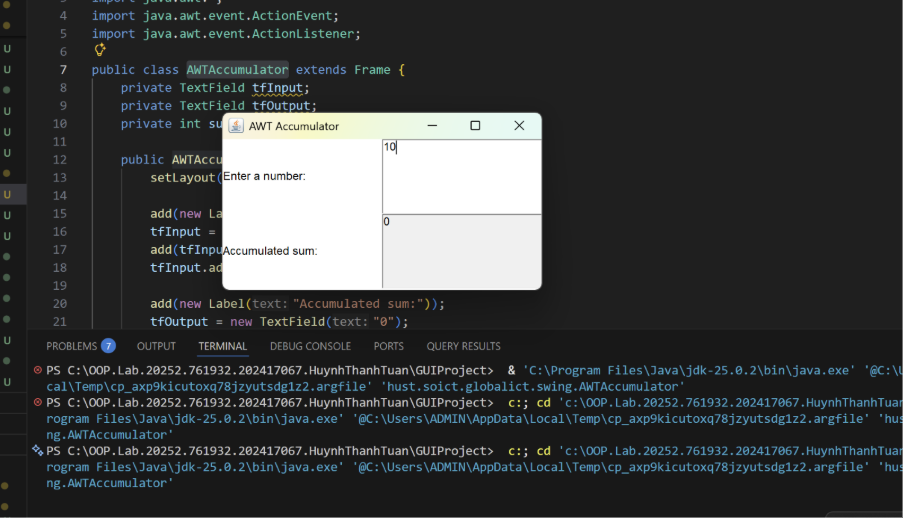 3 import java.awt.*;
4 import java.awt.event.ActionEvent;
5 import java.awt.event.ActionListener;
6
7 public class AWTAccumulator extends Frame {
8 private TextField tfInput;
9 private TextField tfOutput;
10 private int su
11
12 public AWTAccu
13 setLayout(
14
15 add(new La
16 tfInput =
17 add(tfInpu
18 tfInput.ad
19
20 add(new Label(text: "Accumulated sum:"));
21 tfOutput = new TextField(text: "0");
AWT Accumulator
Enter a number:
10
Accumulated sum:
0
U
U
U
U
U
U
U
U
U
U
PROBLEMS 7 OUTPUT TERMINAL DEBUG CONSOLE PORTS QUERY RESULTS
PS C:\OOP.Lab.20252.761932.202417067.HuynhThanhTuan\GUIProject> & 'C:\Program Files\Java\jdk-25.0.2\bin\java.exe' '@C:\U
cal\Temp\cp_axp9kicutoxq78jzyutsdg1z2.argfile' 'hust.soict.globalict.swing.AWTAccumulator'
PS C:\OOP.Lab.20252.761932.202417067.HuynhThanhTuan\GUIProject> c:; cd 'c:\OOP.Lab.20252.761932.202417067.HuynhThanhTuan
rogram Files\Java\jdk-25.0.2\bin\java.exe' '@C:\Users\ADMIN\AppData\Local\Temp\cp_axp9kicutoxq78jzyutsdg1z2.argfile' 'hus
ng.AWTAccumulator'
PS C:\OOP.Lab.20252.761932.202417067.HuynhThanhTuan\GUIProject> c:; cd 'c:\OOP.Lab.20252.761932.202417067.HuynhThanhTuan
rogram Files\Java\jdk-25.0.2\bin\java.exe' '@C:\Users\ADMIN\AppData\Local\Temp\cp_axp9kicutoxq78jzyutsdg1z2.argfile' 'hus
ng.AWTAccumulator'